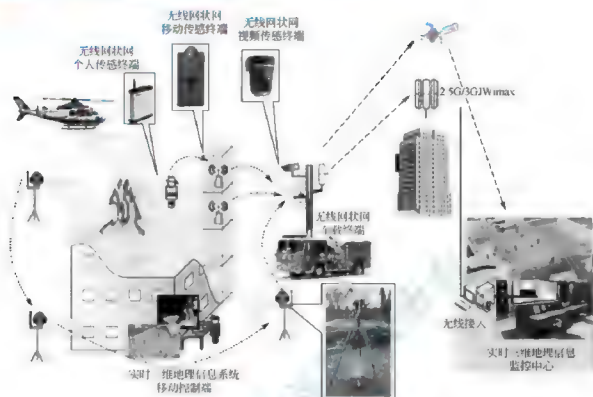 无线网状网
移动传感终端
无线网状网
视频传感终端
无线网状网
个人传感终端
2.5G/3G/Wimax
无线网状网
车载终端
无线接入
实时三维地理信息
监控中心
实时三维地理信息系统
移动控制端